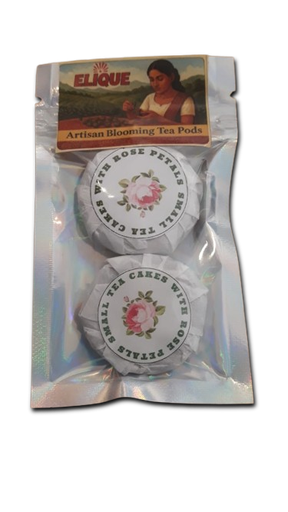 ELIQUE
Artisan Blooming Tea Pods
SMALL TEA CAKES WITH ROSE PETALS
SMALL TEA CAKES WITH ROSE PETALS